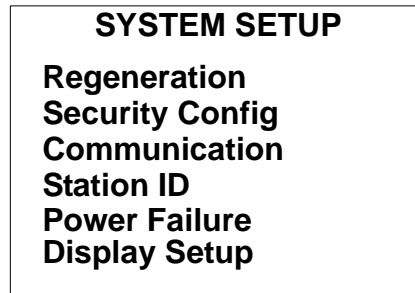 SYSTEM SETUP
Regeneration
Security Config
Communication
Station ID
Power Failure
Display Setup